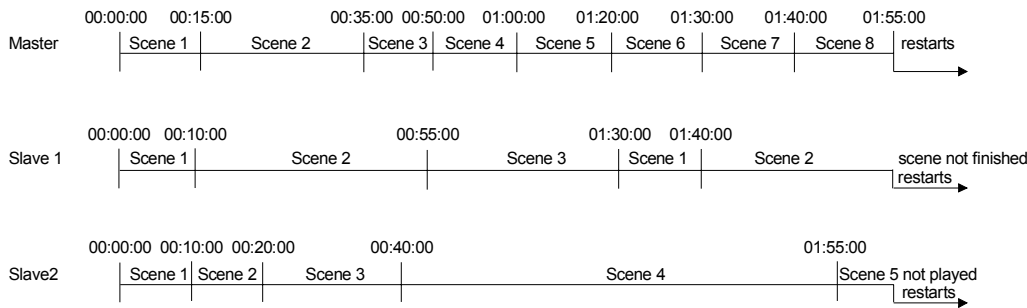 00:00:00 00:15:00 00:35:00 00:50:00 01:00:00 01:20:00 01:30:00 01:40:00 01:55:00
Master Scene 1 Scene 2 Scene 3 Scene 4 Scene 5 Scene 6 Scene 7 Scene 8 restarts
00:00:00 00:10:00 00:55:00 01:30:00 01:40:00
Slave 1 Scene 1 Scene 2 Scene 3 Scene 1 Scene 2 scene not finished
restarts
00:00:00 00:10:00 00:20:00 00:40:00 01:55:00
Slave2 Scene 1 Scene 2 Scene 3 Scene 4 Scene 5 not played
restarts